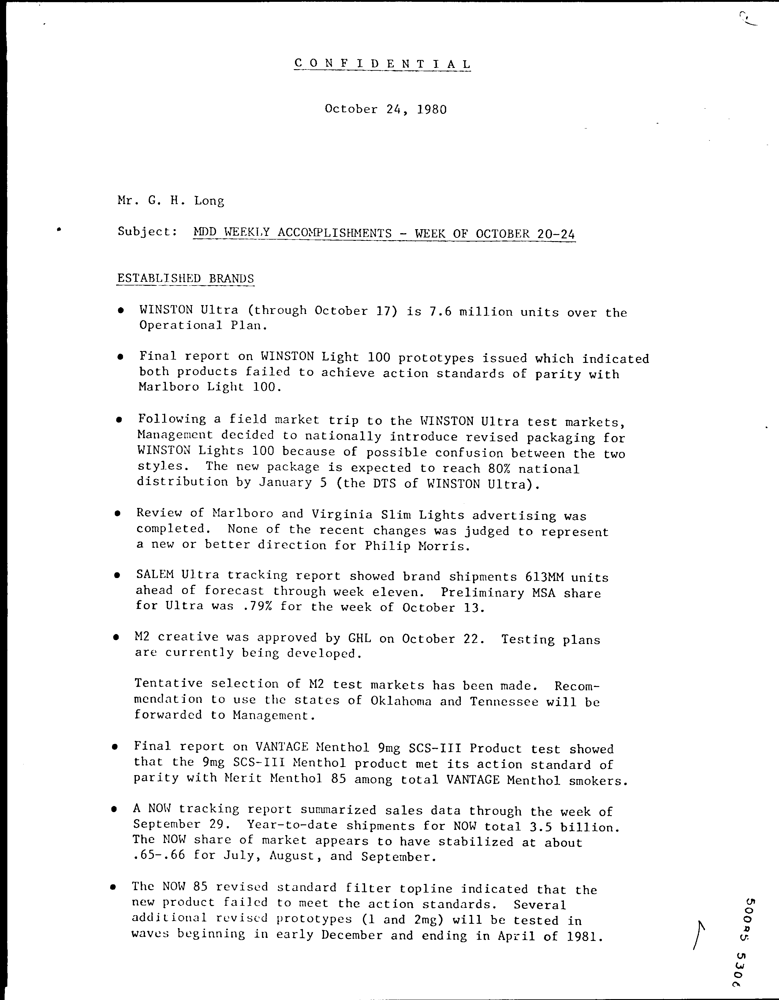 CONFIDENTIAL
October 24, 1980
Mr. G. H. Long
Subject: MDD WEEKLY ACCOMPLISHMENTS - WEEK OF OCTOBER 20-24
ESTABLISHED BRANDS
• WINSTON Ultra (through October 17) is 7.6 million units over the
Operational Plan.
• Final report on WINSTON Light 100 prototypes issued which indicated
both products failed to achieve action standards of parity with
Marlboro Light 100.
• Following a field market trip to the WINSTON Ultra test markets,
Management decided to nationally introduce revised packaging for
WINSTON Lights 100 because of possible confusion between the two
styles. The new package is expected to reach 80% national
distribution by January 5 (the DTS of WINSTON Ultra).
• Review of Marlboro and Virginia Slim Lights advertising was
completed. None of the recent changes was judged to represent
a new or better direction for Philip Morris.
• SALEM Ultra tracking report showed brand shipments 613MM units
ahead of forecast through week eleven. Preliminary MSA share
for Ultra was .79% for the week of October 13.
• M2 creative was approved by GHL on October 22. Testing plans
are currently being developed.
Tentative selection of M2 test markets has been made. Recom-
mendation to use the states of Oklahoma and Tennessee will be
forwarded to Management.
• Final report on VANTAGE Menthol 9mg SCS-III Product test showed
that the 9mg SCS-III Menthol product met its action standard of
parity with Merit Menthol 85 among total VANTAGE Menthol smokers.
• A NOW tracking report summarized sales data through the week of
September 29. Year-to-date shipments for NOW total 3.5 billion.
The NOW share of market appears to have stabilized at about
.65-.66 for July, August, and September.
• The NOW 85 revised standard filter topline indicated that the
new product failed to meet the action standards. Several
additional revised prototypes (1 and 2mg) will be tested in
waves beginning in early December and ending in April of 1981.